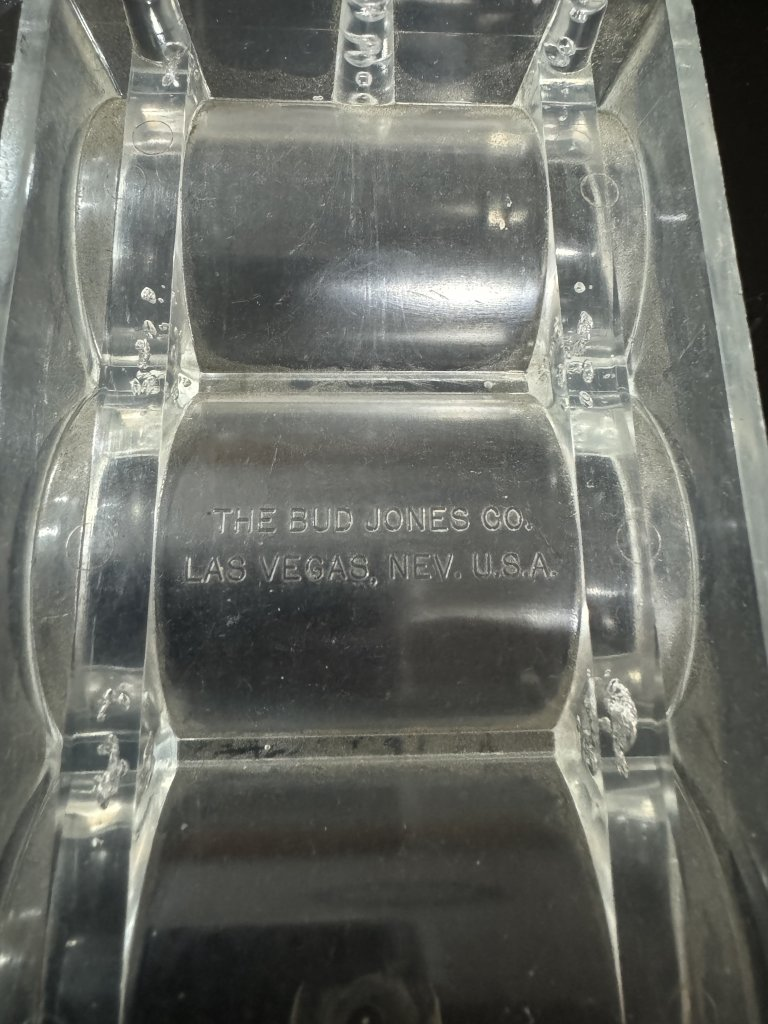 THE BUD JONES CO.
LAS VEGAS, NEV. U.S.A.